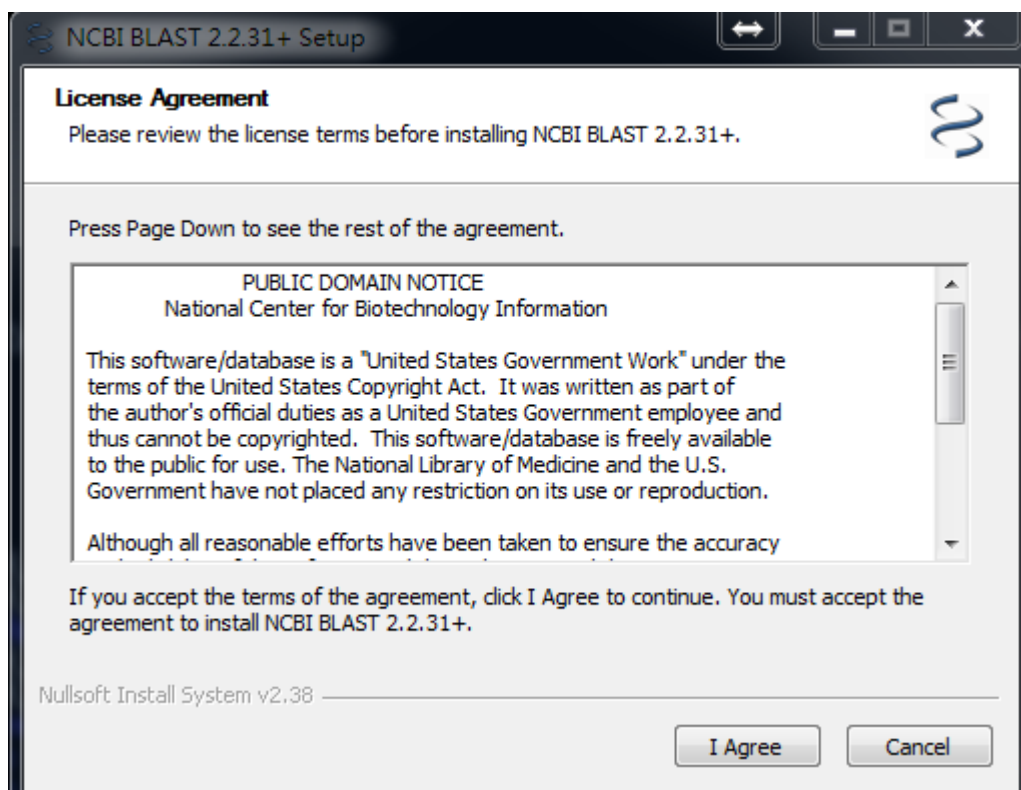 NCBI BLAST 2.2.31+ Setup
License Agreement
Please review the license terms before installing NCBI BLAST 2.2.31+.
Press Page Down to see the rest of the agreement.
PUBLIC DOMAIN NOTICE
National Center for Biotechnology Information
This software/database is a "United States Government Work" under the
terms of the United States Copyright Act.  It was written as part of
the author's official duties as a United States Government employee and
thus cannot be copyrighted.  This software/database is freely available
to the public for use. The National Library of Medicine and the U.S.
Government have not placed any restriction on its use or reproduction.
Although all reasonable efforts have been taken to ensure the accuracy
If you accept the terms of the agreement, click I Agree to continue. You must accept the
agreement to install NCBI BLAST 2.2.31+.
Nullsoft Install System v2.38
I Agree
Cancel